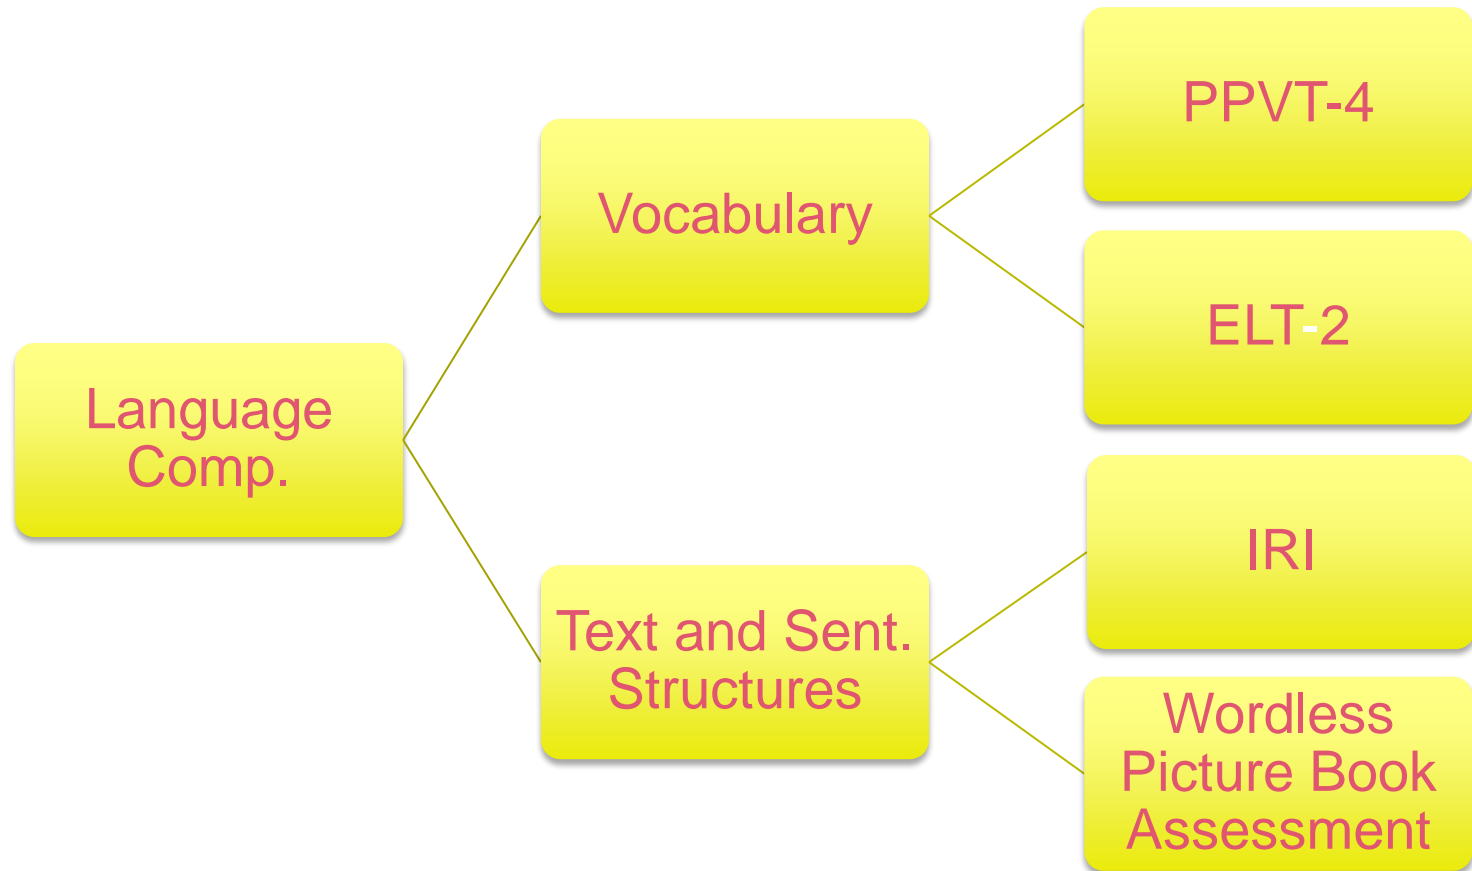 Language
Comp.
Vocabulary
PPVT-4
ELT-2
Text and Sent.
Structures
IRI
Wordless
Picture Book
Assessment